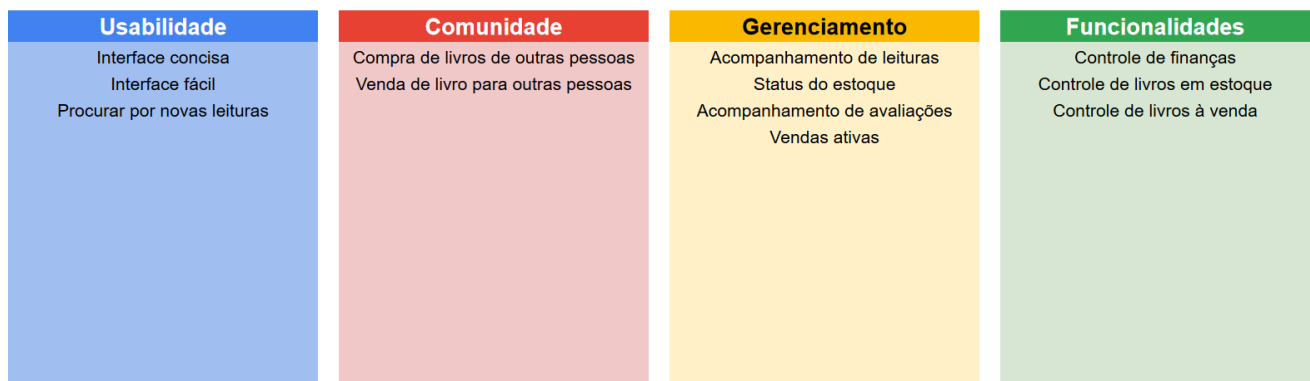 Usabilidade
Interface concisa
Interface fácil
Procurar por novas leituras
Comunidade
Compra de livros de outras pessoas
Venda de livro para outras pessoas
Gerenciamento
Acompanhamento de leituras
Status do estoque
Acompanhamento de avaliações
Vendas ativas
Funcionalidades
Controle de finanças
Controle de livros em estoque
Controle de livros à venda